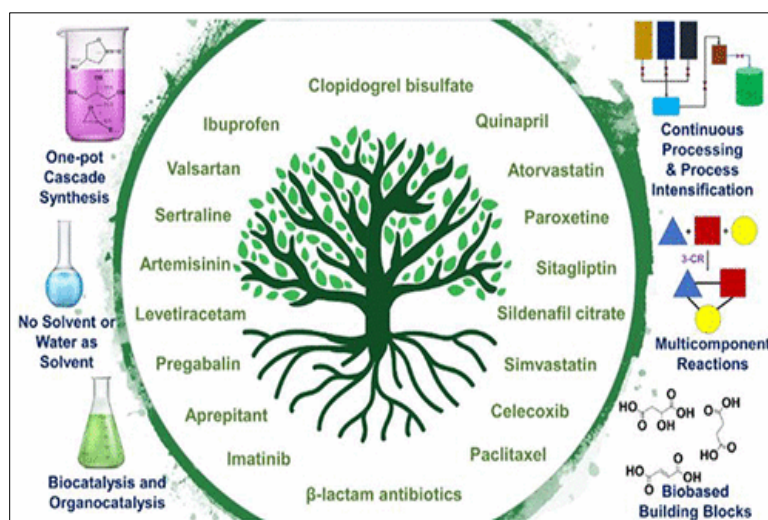 One-pot
Cascade
Synthesis
No Solvent or
Water as
Solvent
Biocatalysis and
Organocatalysis
Clopidogrel bisulfate
Ibuprofen
Quinapril
Valsartan
Atorvastatin
Sertraline
Paroxetine
Artemisinin
Sitagliptin
Levetiracetam
Sildenafil citrate
Pregabalin
Simvastatin
Aprepitant
Celecoxib
Imatinib
Paclitaxel
β-lactam antibiotics
Continuous
Processing
& Process
Intensification
3-CR
Multicomponent
Reactions
HO
O
OH
O
OH
OH
O
O
HO
O
OH
HO
O
Biobased
Building Blocks